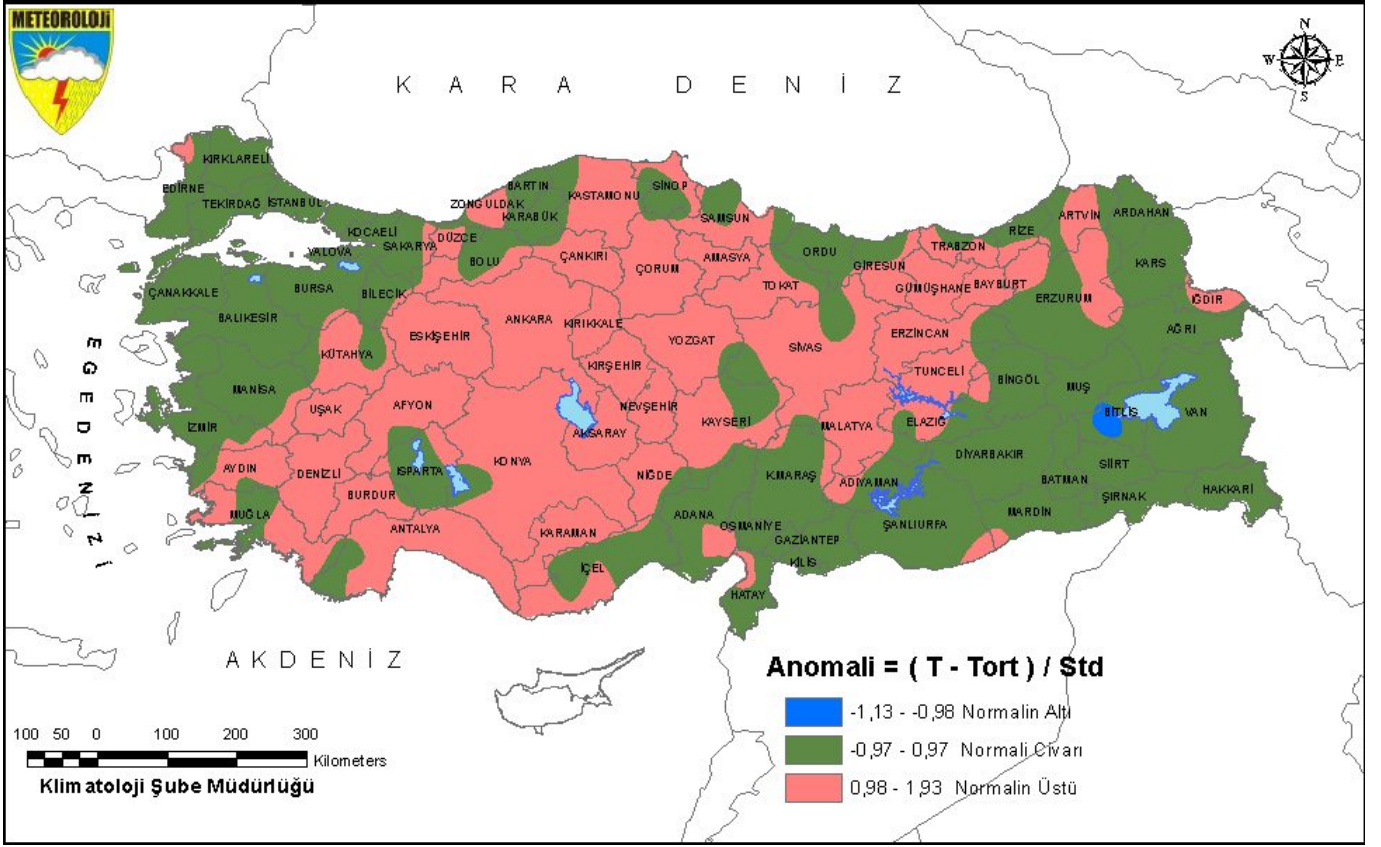 METEOROLOJİ
N
W E
S
K A R A D E N İ Z
E G E D E N İ Z İ
A K D E N İ Z
KIRKLARELİ
EDİRNE
TEKİRDAĞ
İSTANBUL
KOCAELİ
YALOVA
SAKARYA
DÜZCE
ZONGULDAK
BARTIN
KARABÜK
BOLU
KASTAMONU
SİNOP
SAMSUN
ÇANKIRI
ÇORUM
AMASYA
TOKAT
ORDU
GİRESUN
TRABZON
RİZE
ARTVİN
ARDAHAN
KARS
IĞDIR
AĞRI
ERZURUM
BAYBURT
GÜMÜŞHANE
ERZİNCAN
SİVAS
YOZGAT
KIRIKKALE
ANKARA
ESKİŞEHİR
BİLECİK
BURSA
BALIKESİR
ÇANAKKALE
KÜTAHYA
MANİSA
UŞAK
AFYON
İZMİR
AYDIN
DENİZLİ
MUĞLA
BURDUR
ISPARTA
ANTALYA
KONYA
KARAMAN
AKSARAY
NEVŞEHİR
KIRŞEHİR
NİĞDE
KAYSERİ
İÇEL
ADANA
OSMANİYE
K.MARAŞ
HATAY
KİLİS
GAZİANTEP
ADIYAMAN
MALATYA
ELAZIĞ
TUNCELİ
BİNGÖL
MUŞ
BİTLİS
VAN
DİYARBAKIR
BATMAN
SİİRT
ŞIRNAK
HAKKARİ
MARDİN
ŞANLIURFA
Anomali = ( T - Tort ) / Std
-1,13 - -0,98 Normalin Altı
-0,97 - 0,97 Normali Civarı
0,98 - 1,93 Normalin Üstü
100 50 0 100 200 300
Kilometers
Klimatoloji Şube Müdürlüğü